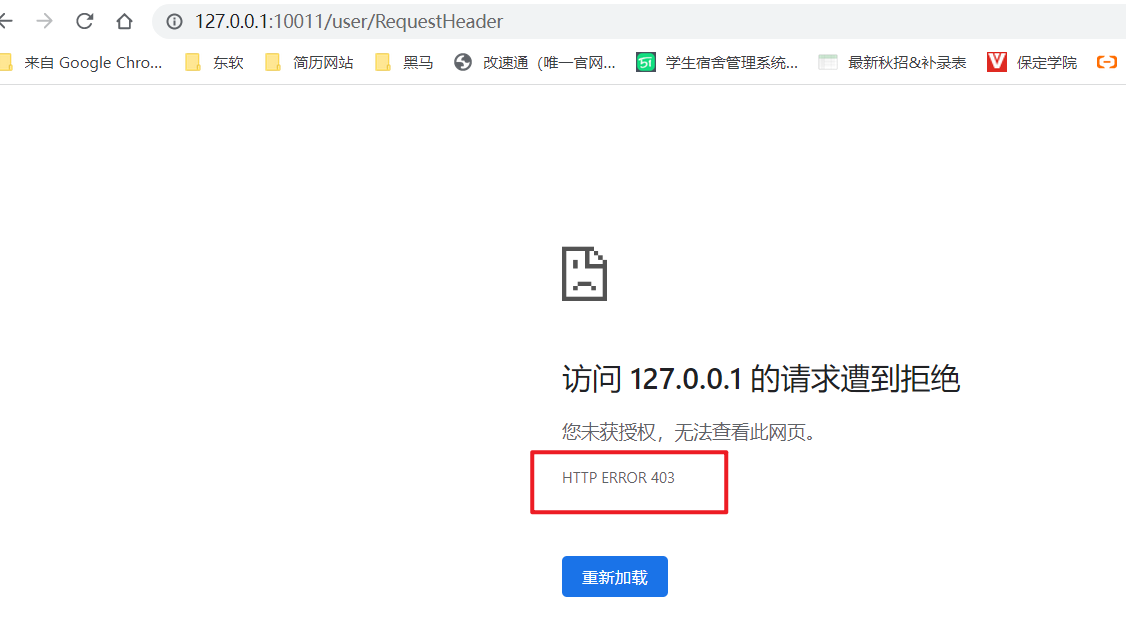 127.0.0.1:10011/user/RequestHeader
来自 Google Chro... 东软 简历网站 黑马 改速通（唯一官网... 51 学生宿舍管理系统... 最新秋招&补录表 V 保定学院
访问 127.0.0.1 的请求遭到拒绝
您未获授权，无法查看此网页。
HTTP ERROR 403
重新加载